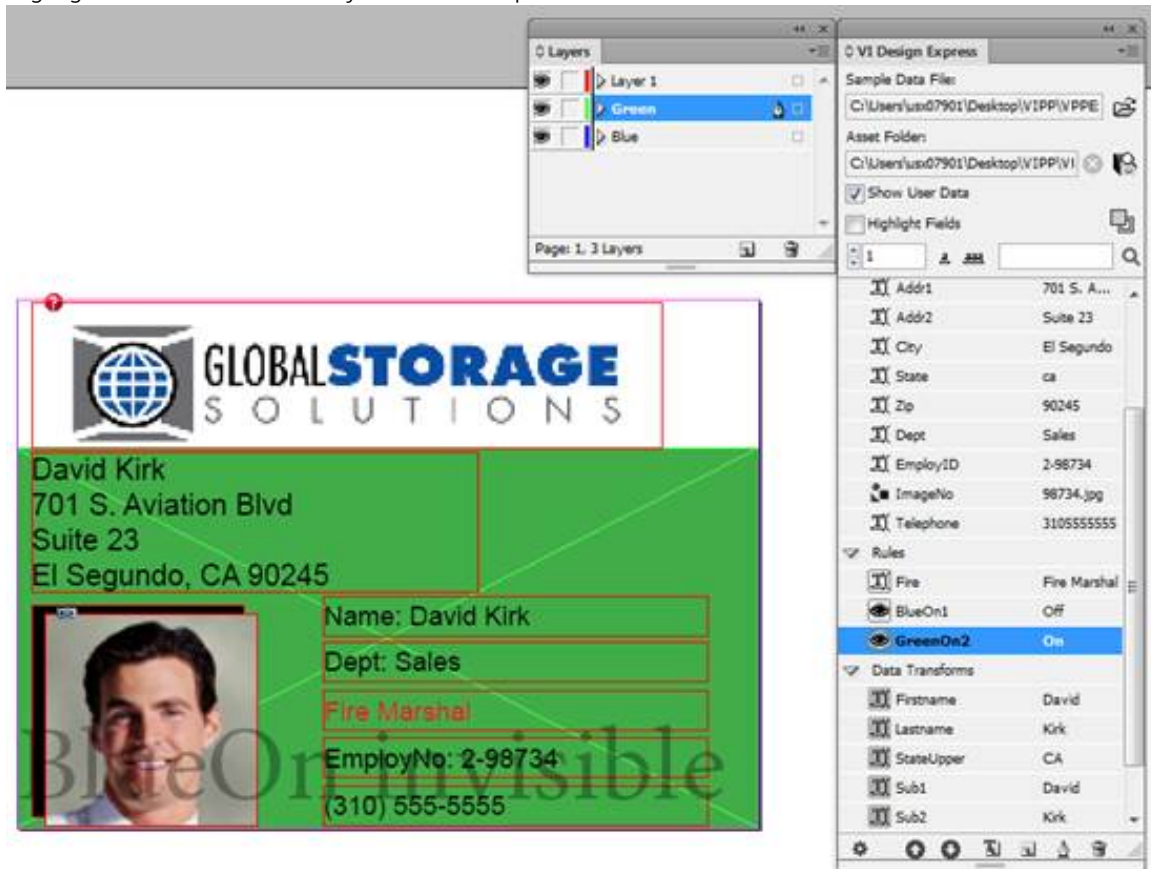 Layers
Layer 1
Green
Blue
Page: 1, 3 Layers
VI Design Express
Sample Data File:
C:\Users\usx07901\Desktop\VIPP\VPPE
Asset Folder:
C:\Users\usx07901\Desktop\VIPP\VI
Show User Data
Highlight Fields
1
Addr1 701 S. A...
Addr2 Suite 23
City El Segundo
State ca
Zip 90245
Dept Sales
EmployID 2-98734
ImageNo 98734.jpg
Telephone 3105555555
Rules
Fire Fire Marshal
BlueOn1 Off
GreenOn2 On
Data Transforms
Firstname David
Lastname Kirk
StateUpper CA
Sub1 David
Sub2 Kirk
GLOBALSTORAGE
SOLUTIONS
David Kirk
701 S. Aviation Blvd
Suite 23
El Segundo, CA 90245
Name: David Kirk
Dept: Sales
Fire Marshal
EmployNo: 2-98734
(310) 555-5555
BlueOn invisible